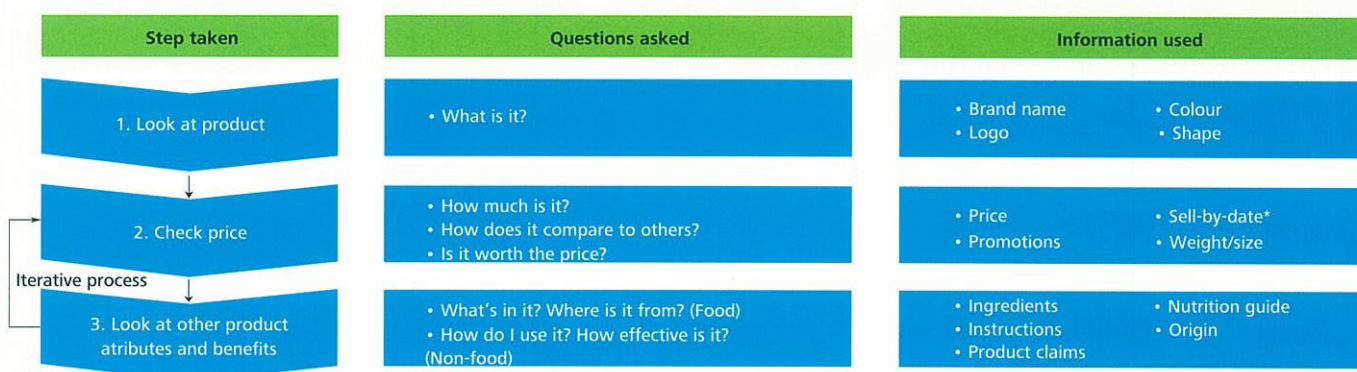 Step taken
Questions asked
Information used
1. Look at product
• What is it?
• Brand name
• Logo
• Colour
• Shape
2. Check price
• How much is it?
• How does it compare to others?
• Is it worth the price?
• Price
• Promotions
• Sell-by-date*
• Weight/size
Iterative process
3. Look at other product
atributes and benefits
• What's in it? Where is it from? (Food)
• How do I use it? How effective is it?
(Non-food)
• Ingredients
• Instructions
• Product claims
• Nutrition guide
• Origin